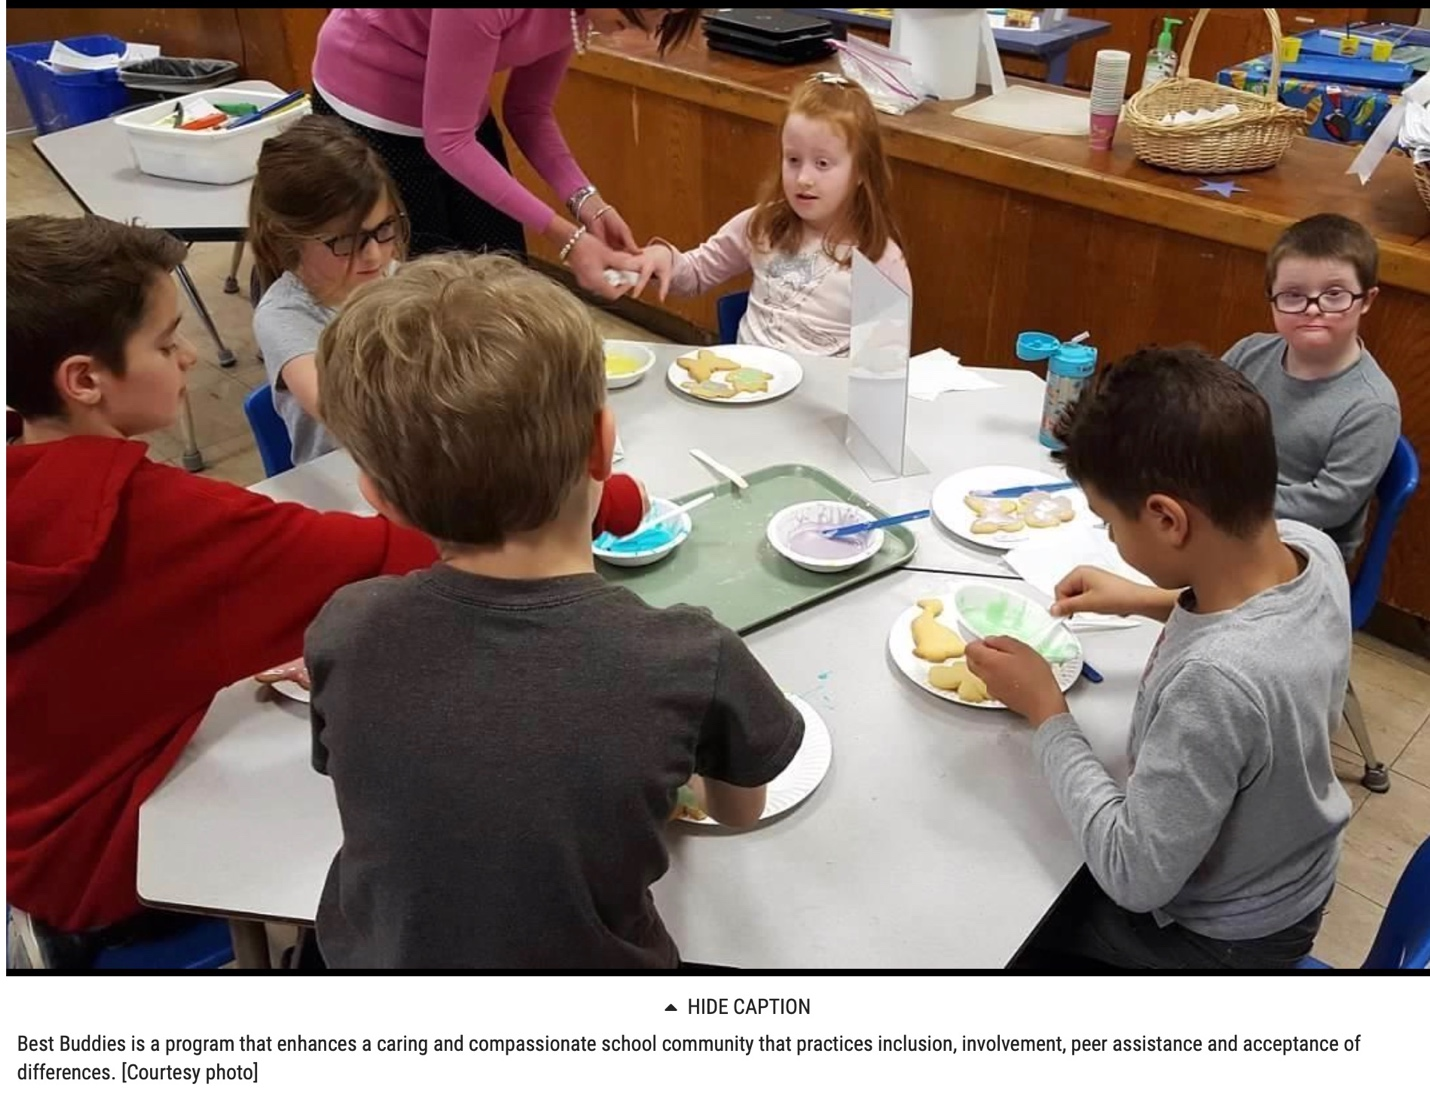 HIDE CAPTION
Best Buddies is a program that enhances a caring and compassionate school community that practices inclusion, involvement, peer assistance and acceptance of
differences. [Courtesy photo]